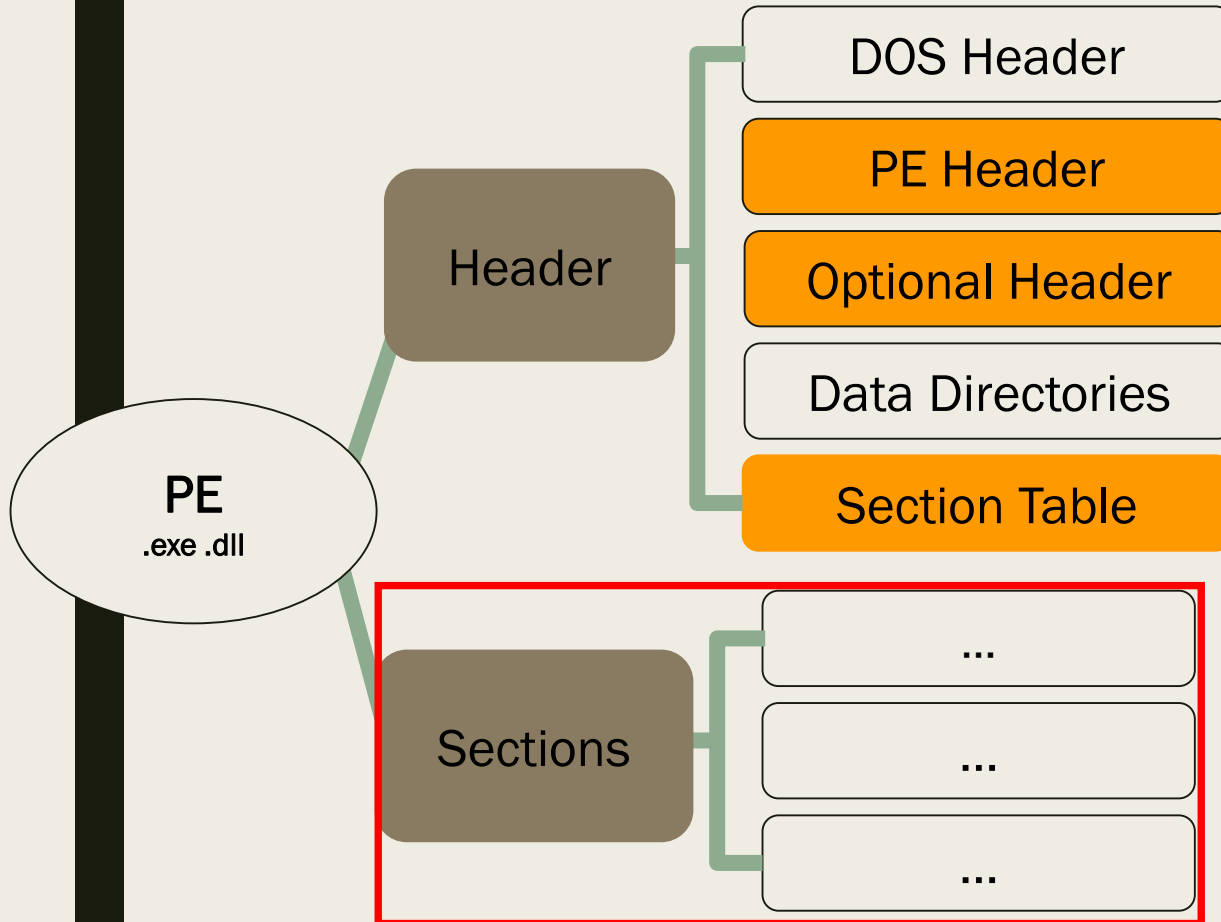 DOS Header
PE Header
Header
Optional Header
Data Directories
PE
.exe .dll
Section Table
Sections
...
...
...